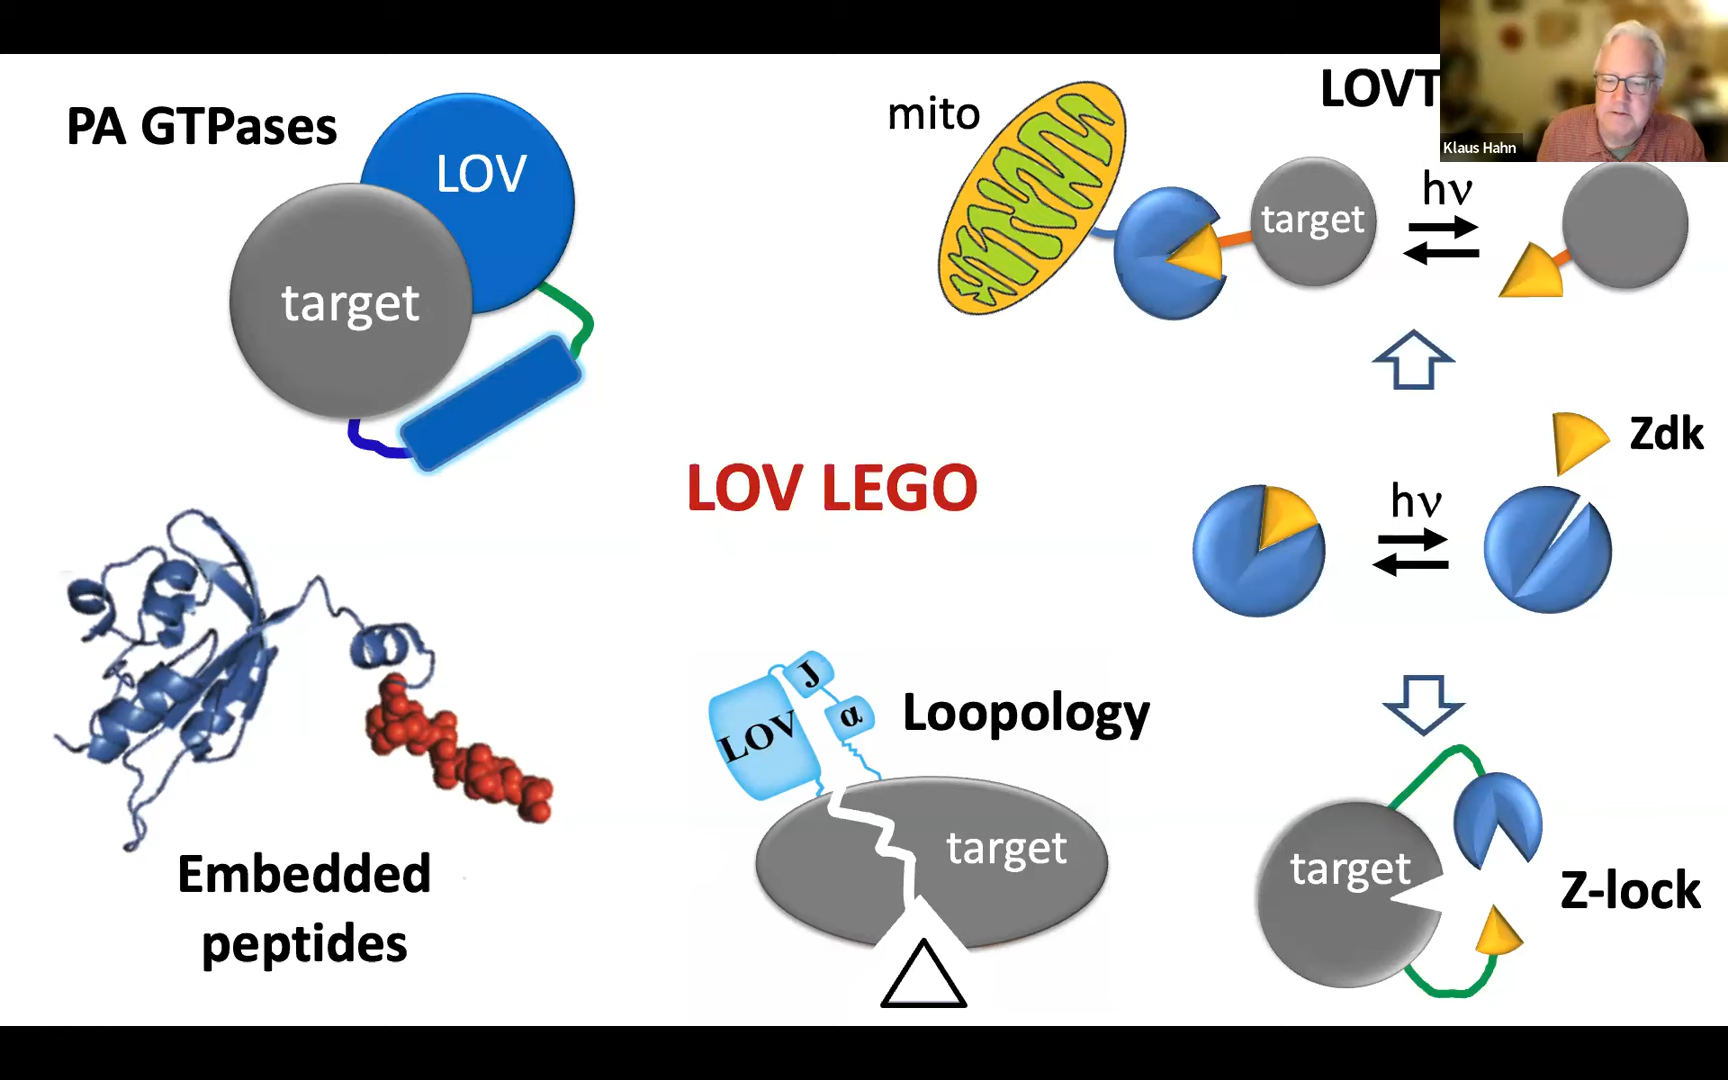 PA GTPases
LOV
target
mito
target
LOVT
hν
Klaus Hahn
Zdk
hν
LOV LEGO
Embedded
peptides
LOV
J
α
Loopology
target
target
Z-lock